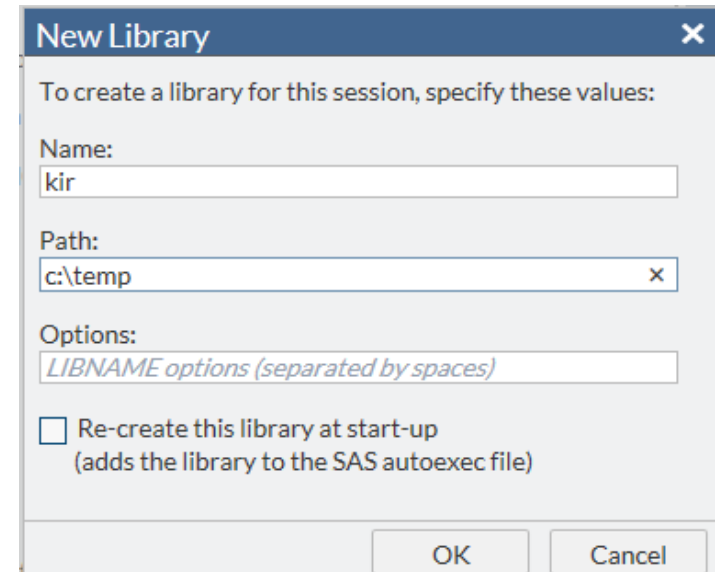 New Library
To create a library for this session, specify these values:
Name:
kir
Path:
c:\temp
Options:
LIBNAME options (separated by spaces)
Re-create this library at start-up
(adds the library to the SAS autoexec file)
OK
Cancel